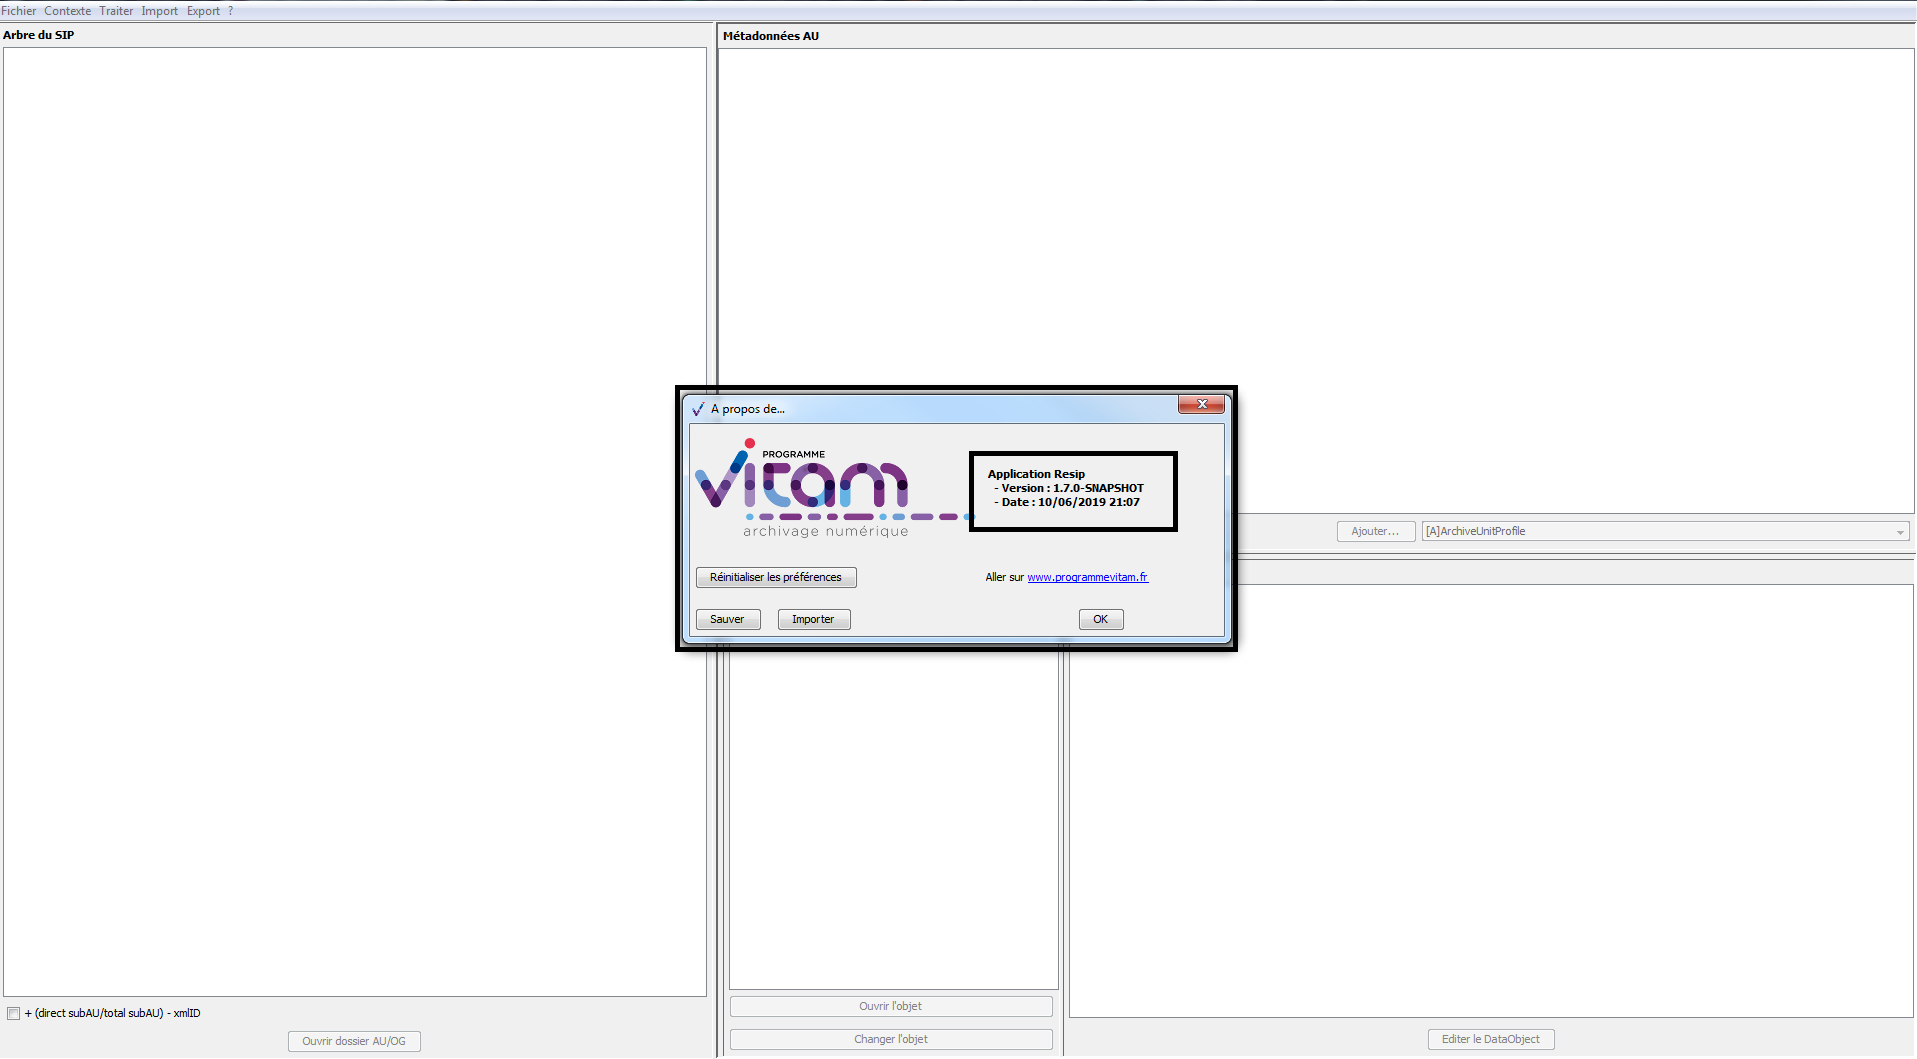 Fichier Contexte Traiter Import Export ?
Arbre du SIP
Métadonnées AU
A propos de...
PROGRAMME
vitam
archivage numérique
Application Resip
- Version : 1.7.0-SNAPSHOT
- Date : 10/06/2019 21:07
Ajouter... [A]ArchiveUnitProfile
Réinitialiser les préférences
Aller sur www.programmevitam.fr
Sauver Importer OK
Ouvrir l'objet
+ (direct subAU/total subAU) - xmlID
Ouvrir dossier AU/OG
Changer l'objet
Editer le DataObject